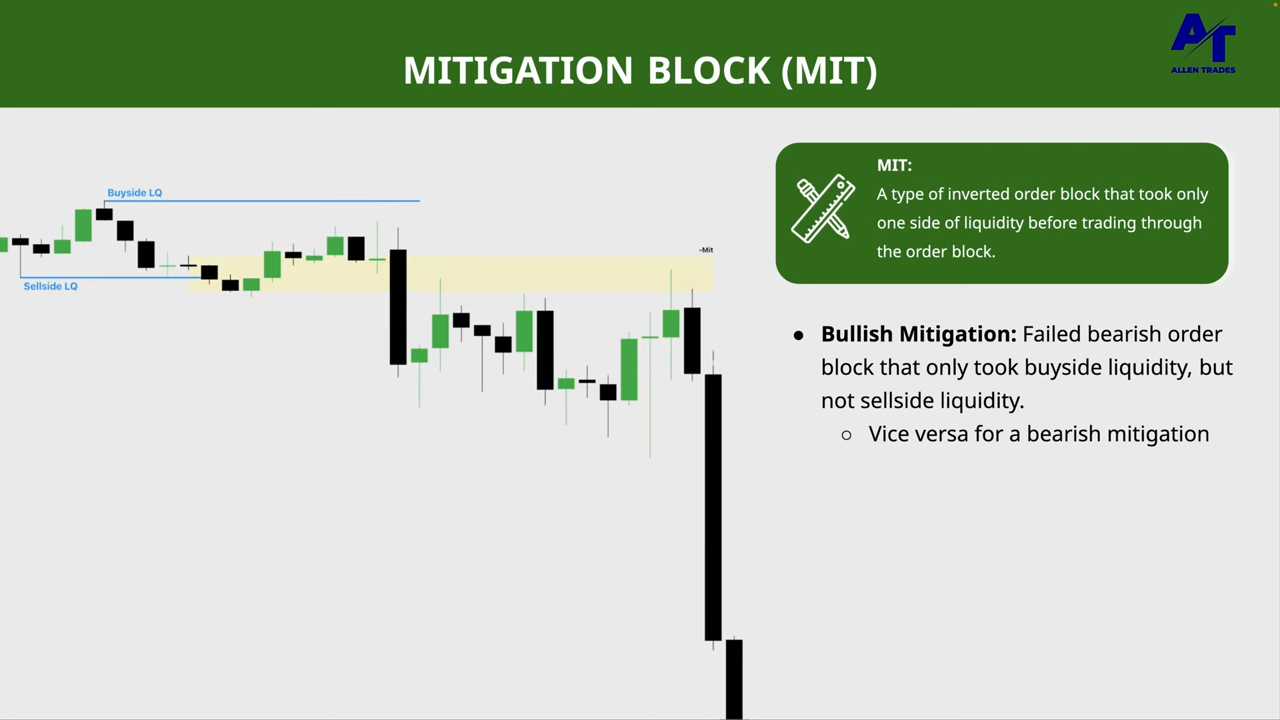 MITIGATION BLOCK (MIT)
AT
ALLEN TRADES
Buyside LQ
Sellside LQ
-Mit
MIT:
A type of inverted order block that took only
one side of liquidity before trading through
the order block.
● Bullish Mitigation: Failed bearish order
block that only took buyside liquidity, but
not sellside liquidity.
○ Vice versa for a bearish mitigation